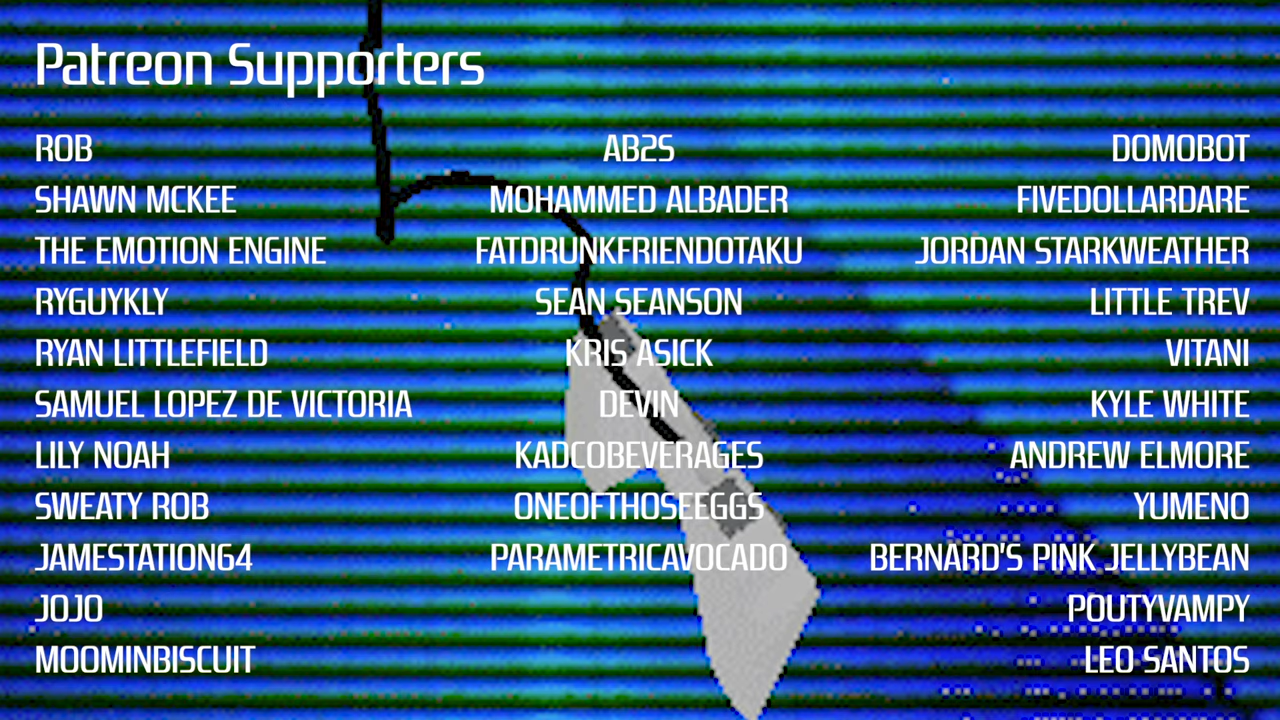 Patreon Supporters
ROB
SHAWN MCKEE
THE EMOTION ENGINE
RYGUYKLY
RYAN LITTLEFIELD
SAMUEL LOPEZ DE VICTORIA
LILY NOAH
SWEATY ROB
JAMESTATION64
JOJO
MOOMINBISCUIT
AB2S
MOHAMMED ALBADER
FATDRUNKFRIENDOTAKU
SEAN SEANSON
KRIS ASICK
DEVIN
KADCOBEVERAGES
ONEOFTHOSEEGGS
PARAMETRICAVOCADO
DOMOBOT
FIVEDOLLARDARE
JORDAN STARKWEATHER
LITTLE TREV
VITANI
KYLE WHITE
ANDREW ELMORE
YUMENO
BERNARD'S PINK JELLYBEAN
POUTYVAMPY
LEO SANTOS